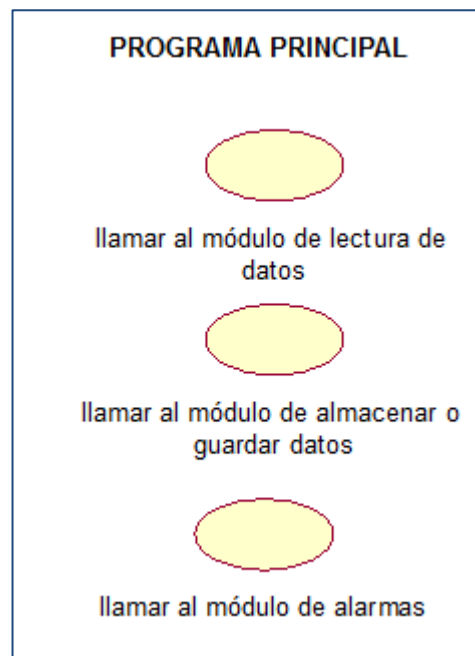 PROGRAMA PRINCIPAL
llamar al módulo de lectura de
datos
llamar al módulo de almacenar o
guardar datos
llamar al módulo de alarmas